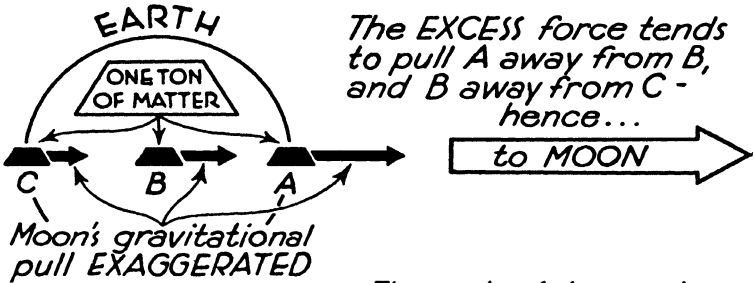 EARTH
ONE TON
OF MATTER
The EXCESS force tends
to pull A away from B,
and B away from C -
hence...
to MOON
C B A
Moon's gravitational
pull EXAGGERATED